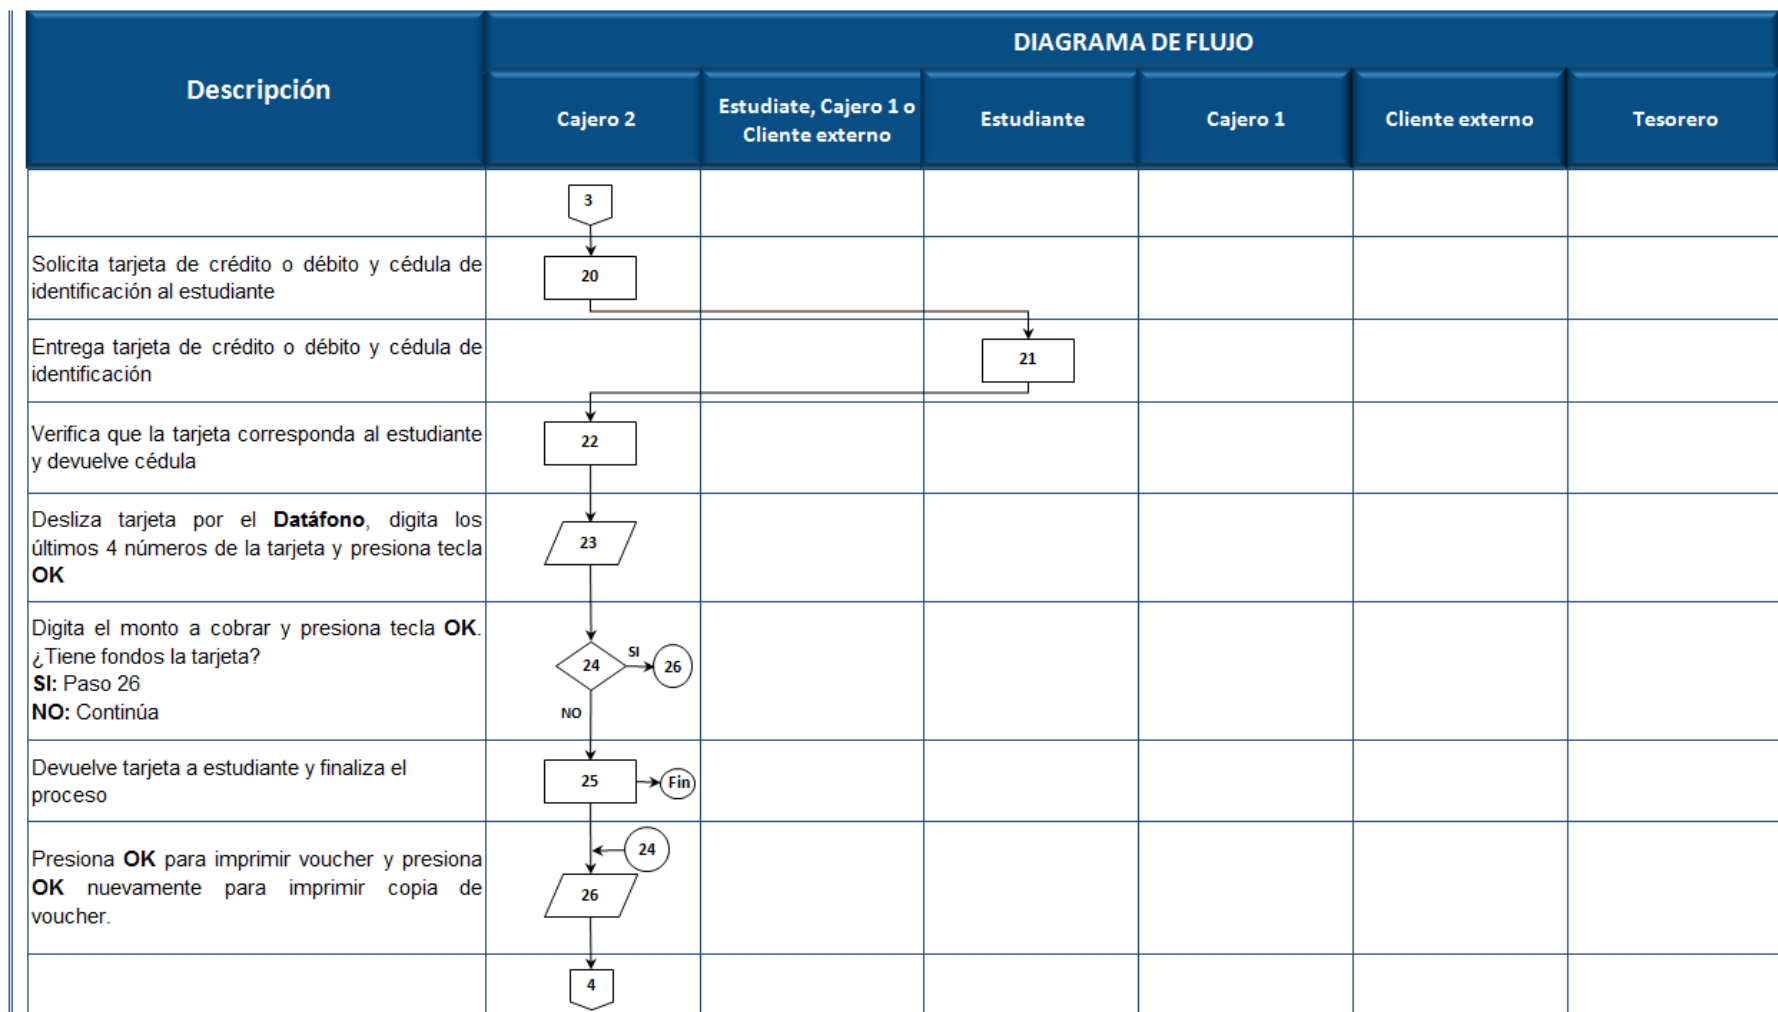 Descripción
DIAGRAMA DE FLUJO
Cajero 2
Estudiate, Cajero 1 o
Cliente externo
Estudiante
Cajero 1
Cliente externo
Tesorero
3
Solicita tarjeta de crédito o débito y cédula de
identificación al estudiante
20
Entrega tarjeta de crédito o débito y cédula de
identificación
21
Verifica que la tarjeta corresponda al estudiante
y devuelve cédula
22
Desliza tarjeta por el Datáfono, digita los
últimos 4 números de la tarjeta y presiona tecla
OK
23
Digita el monto a cobrar y presiona tecla OK.
¿Tiene fondos la tarjeta?
SI: Paso 26
NO: Continúa
24
SI
26
NO
Devuelve tarjeta a estudiante y finaliza el
proceso
25
Fin
Presiona OK para imprimir voucher y presiona
OK nuevamente para imprimir copia de
voucher.
24
26
4